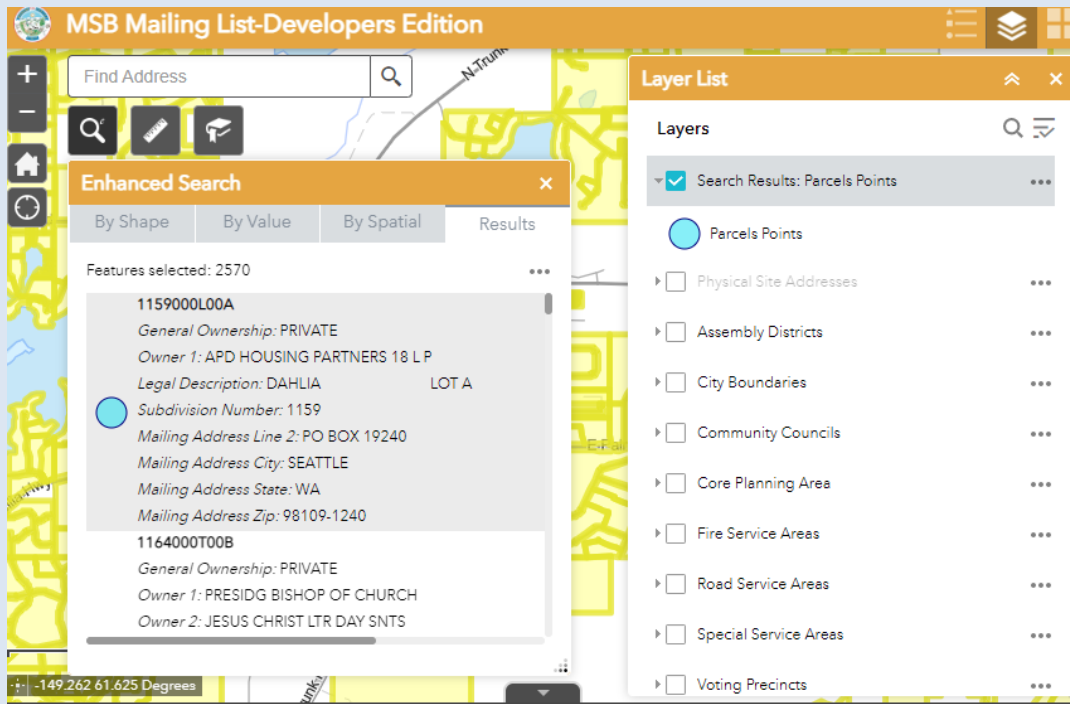 MSB Mailing List-Developers Edition
+
Find Address
N-Trunk
−
Layer List
Layers
Enhanced Search
By Shape By Value By Spatial Results
Features selected: 2570
1159000L00A
General Ownership: PRIVATE
Owner 1: APD HOUSING PARTNERS 18 L P
Legal Description: DAHLIA LOT A
Subdivision Number: 1159
Mailing Address Line 2: PO BOX 19240
Mailing Address City: SEATTLE
Mailing Address State: WA
Mailing Address Zip: 98109-1240
1164000T00B
General Ownership: PRIVATE
Owner 1: PRESIDG BISHOP OF CHURCH
Owner 2: JESUS CHRIST LTR DAY SNTS
Search Results: Parcels Points
Parcels Points
Physical Site Addresses
Assembly Districts
City Boundaries
Community Councils
Core Planning Area
Fire Service Areas
Road Service Areas
Special Service Areas
Voting Precincts
-149.262 61.625 Degrees